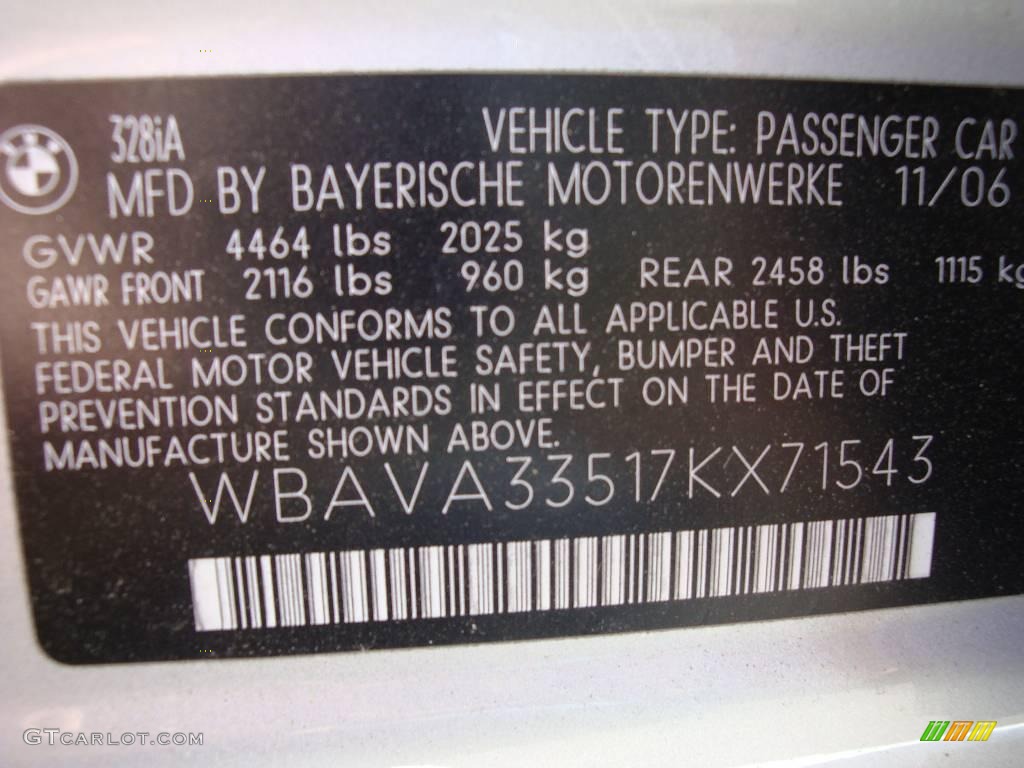 BMW
328iA VEHICLE TYPE: PASSENGER CAR
MFD BY BAYERISCHE MOTORENWERKE 11/06
GVWR 4464 lbs 2025 kg
GAWR FRONT 2116 lbs 960 kg REAR 2458 lbs 1115 kg
THIS VEHICLE CONFORMS TO ALL APPLICABLE U.S.
FEDERAL MOTOR VEHICLE SAFETY, BUMPER AND THEFT
PREVENTION STANDARDS IN EFFECT ON THE DATE OF
MANUFACTURE SHOWN ABOVE.
WBAVA33517KX71543
GTCARLOT.COM